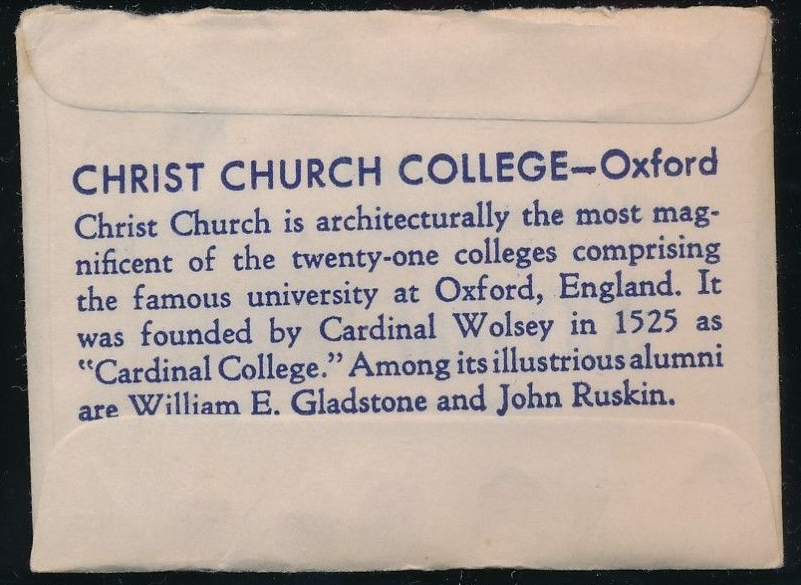 CHRIST CHURCH COLLEGE—Oxford
Christ Church is architecturally the most mag-
nificent of the twenty-one colleges comprising
the famous university at Oxford, England. It
was founded by Cardinal Wolsey in 1525 as
“Cardinal College.” Among its illustrious alumni
are William E. Gladstone and John Ruskin.